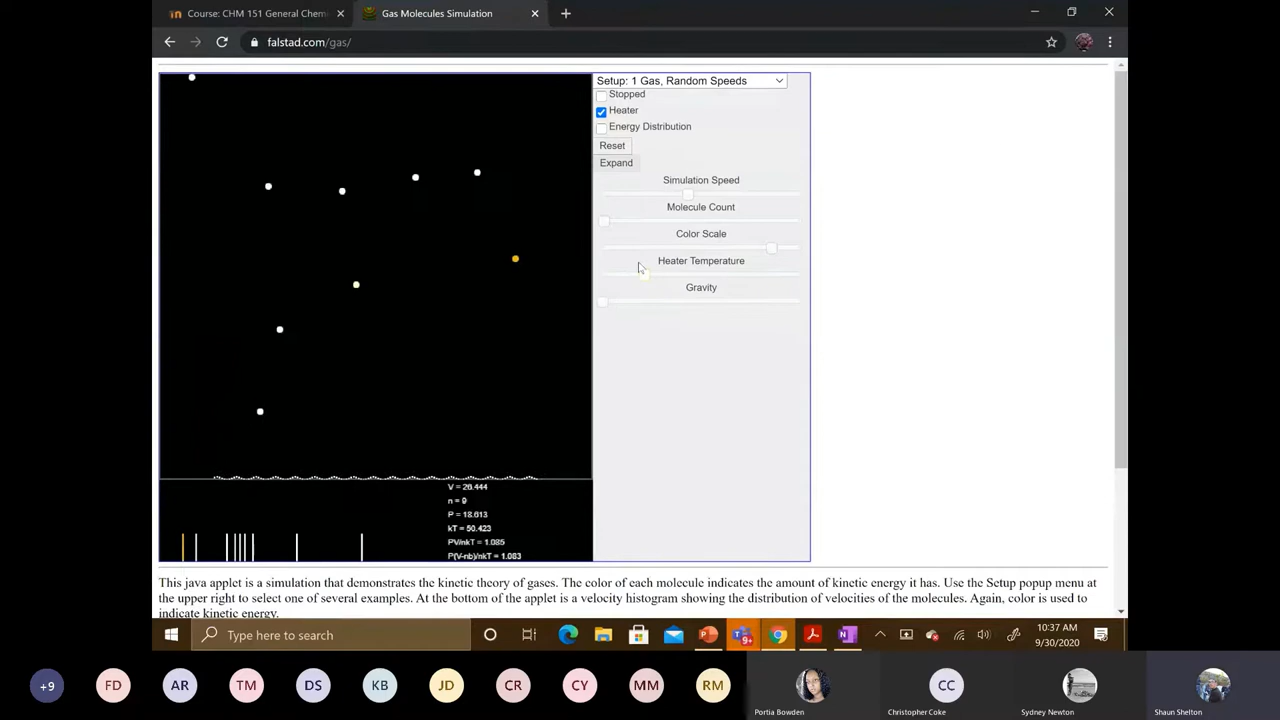 Course: CHM 151 General Chemi
Gas Molecules Simulation
falstad.com/gas/
Setup: 1 Gas, Random Speeds
Stopped
Heater
Energy Distribution
Reset
Expand
Simulation Speed
Molecule Count
Color Scale
Heater Temperature
Gravity
V = 26.444
n = 9
P = 18.613
kT = 50.423
PV/nkT = 1.085
P(V-nb)/nkT = 1.083
This java applet is a simulation that demonstrates the kinetic theory of gases. The color of each molecule indicates the amount of kinetic energy it has. Use the Setup popup menu at
the upper right to select one of several examples. At the bottom of the applet is a velocity histogram showing the distribution of velocities of the molecules. Again, color is used to
indicate kinetic energy.
Type here to search
9+
10:37 AM
9/30/2020
+9
FD
AR
TM
DS
KB
JD
CR
CY
MM
RM
CC
Portia Bowden
Christopher Coke
Sydney Newton
Shaun Shelton